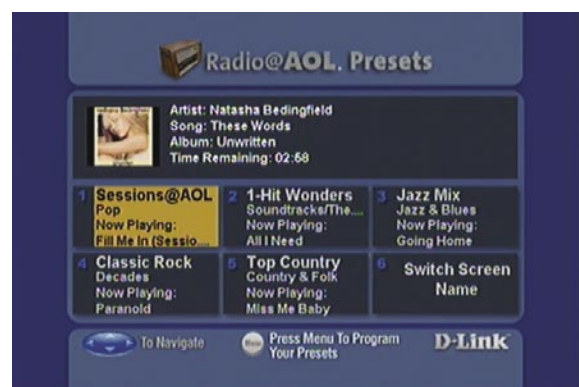 Radio@AOL. Presets
Artist: Natasha Bedingfield
Song: These Words
Album: Unwritten
Time Remaining: 02:58
1 Sessions@AOL
Pop
Now Playing:
Fill Me In (Sessio....
2 1-Hit Wonders
Soundtracks/The....
Now Playing:
All I Need
3 Jazz Mix
Jazz & Blues
Now Playing:
Going Home
4 Classic Rock
Decades
Now Playing:
Paranoid
5 Top Country
Country & Folk
Now Playing:
Miss Me Baby
6 Switch Screen
Name
To Navigate
Press Menu To Program
Your Presets
D-Link